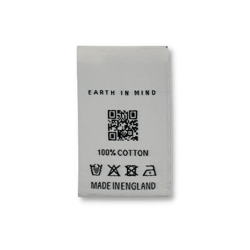 EARTH IN MIND
100% COTTON
MADE IN ENGLAND